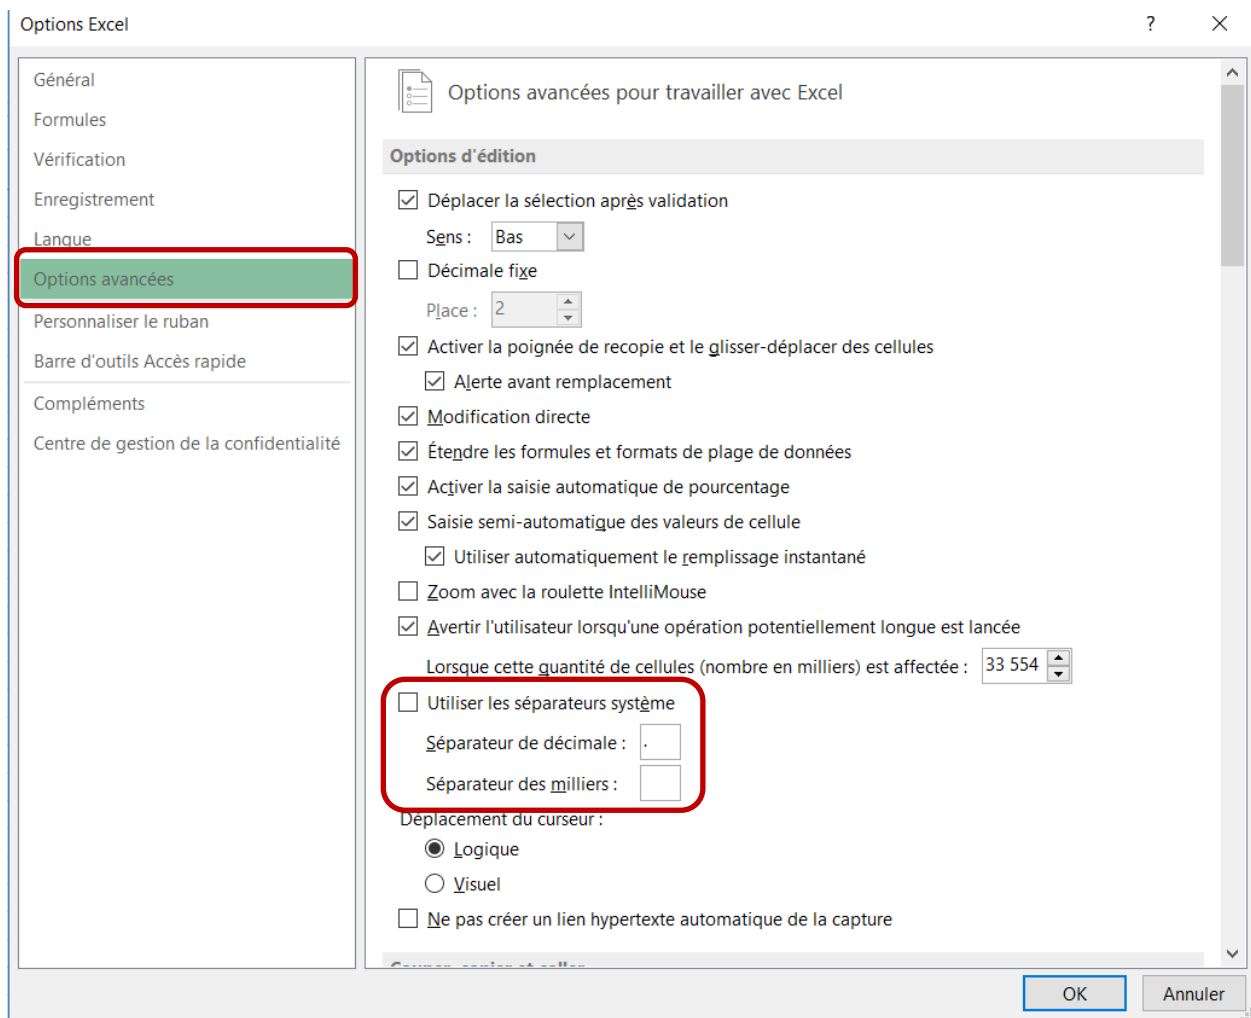 Options Excel
?
Général
Formules
Vérification
Enregistrement
Langue
Options avancées
Personnaliser le ruban
Barre d'outils Accès rapide
Compléments
Centre de gestion de la confidentialité
Options avancées pour travailler avec Excel
Options d'édition
Déplacer la sélection après validation
Sens : Bas
Décimale fixe
Place : 2
Activer la poignée de recopie et le glisser-déplacer des cellules
Alerte avant remplacement
Modification directe
Étendre les formules et formats de plage de données
Activer la saisie automatique de pourcentage
Saisie semi-automatique des valeurs de cellule
Utiliser automatiquement le remplissage instantané
Zoom avec la roulette IntelliMouse
Avertir l'utilisateur lorsqu'une opération potentiellement longue est lancée
Lorsque cette quantité de cellules (nombre en milliers) est affectée : 33 554
Utiliser les séparateurs système
Séparateur de décimale : .
Séparateur des milliers :
Déplacement du curseur :
Logique
Visuel
Ne pas créer un lien hypertexte automatique de la capture
Couper, copier et coller
OK
Annuler